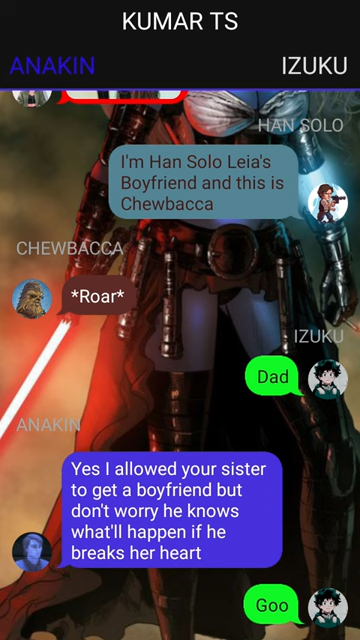 KUMAR TS
ANAKIN IZUKU
HAN SOLO
I'm Han Solo Leia's
Boyfriend and this is
Chewbacca
CHEWBACCA
*Roar*
IZUKU
Dad
ANAKIN
Yes I allowed your sister
to get a boyfriend but
don't worry he knows
what'll happen if he
breaks her heart
Goo